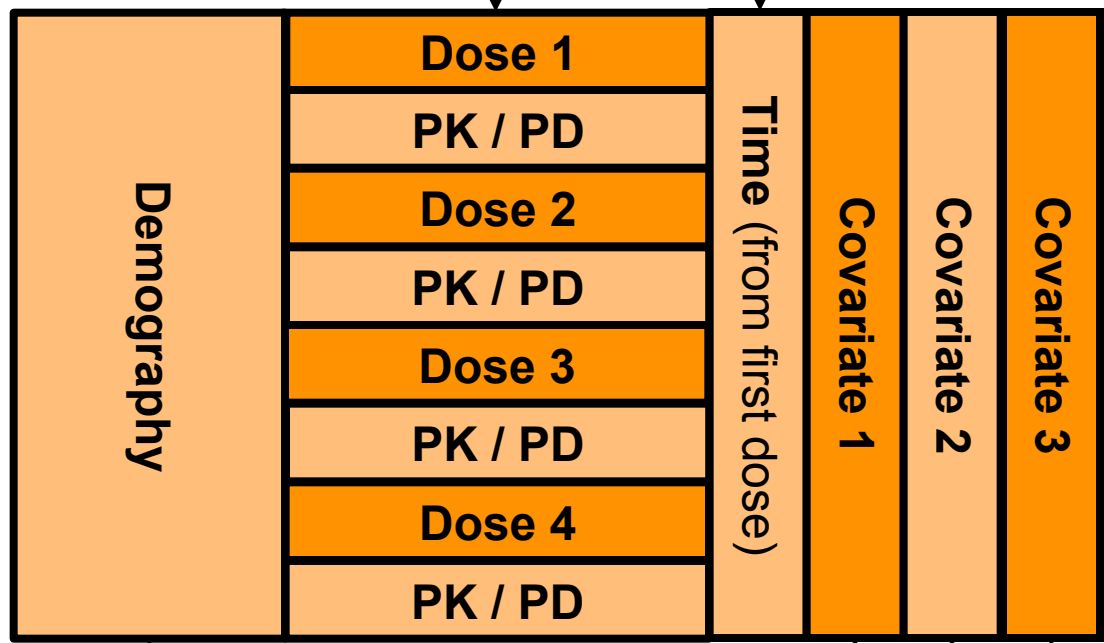 Demography
Dose 1
PK / PD
Dose 2
PK / PD
Dose 3
PK / PD
Dose 4
PK / PD
Time (from first dose)
Covariate 1
Covariate 2
Covariate 3